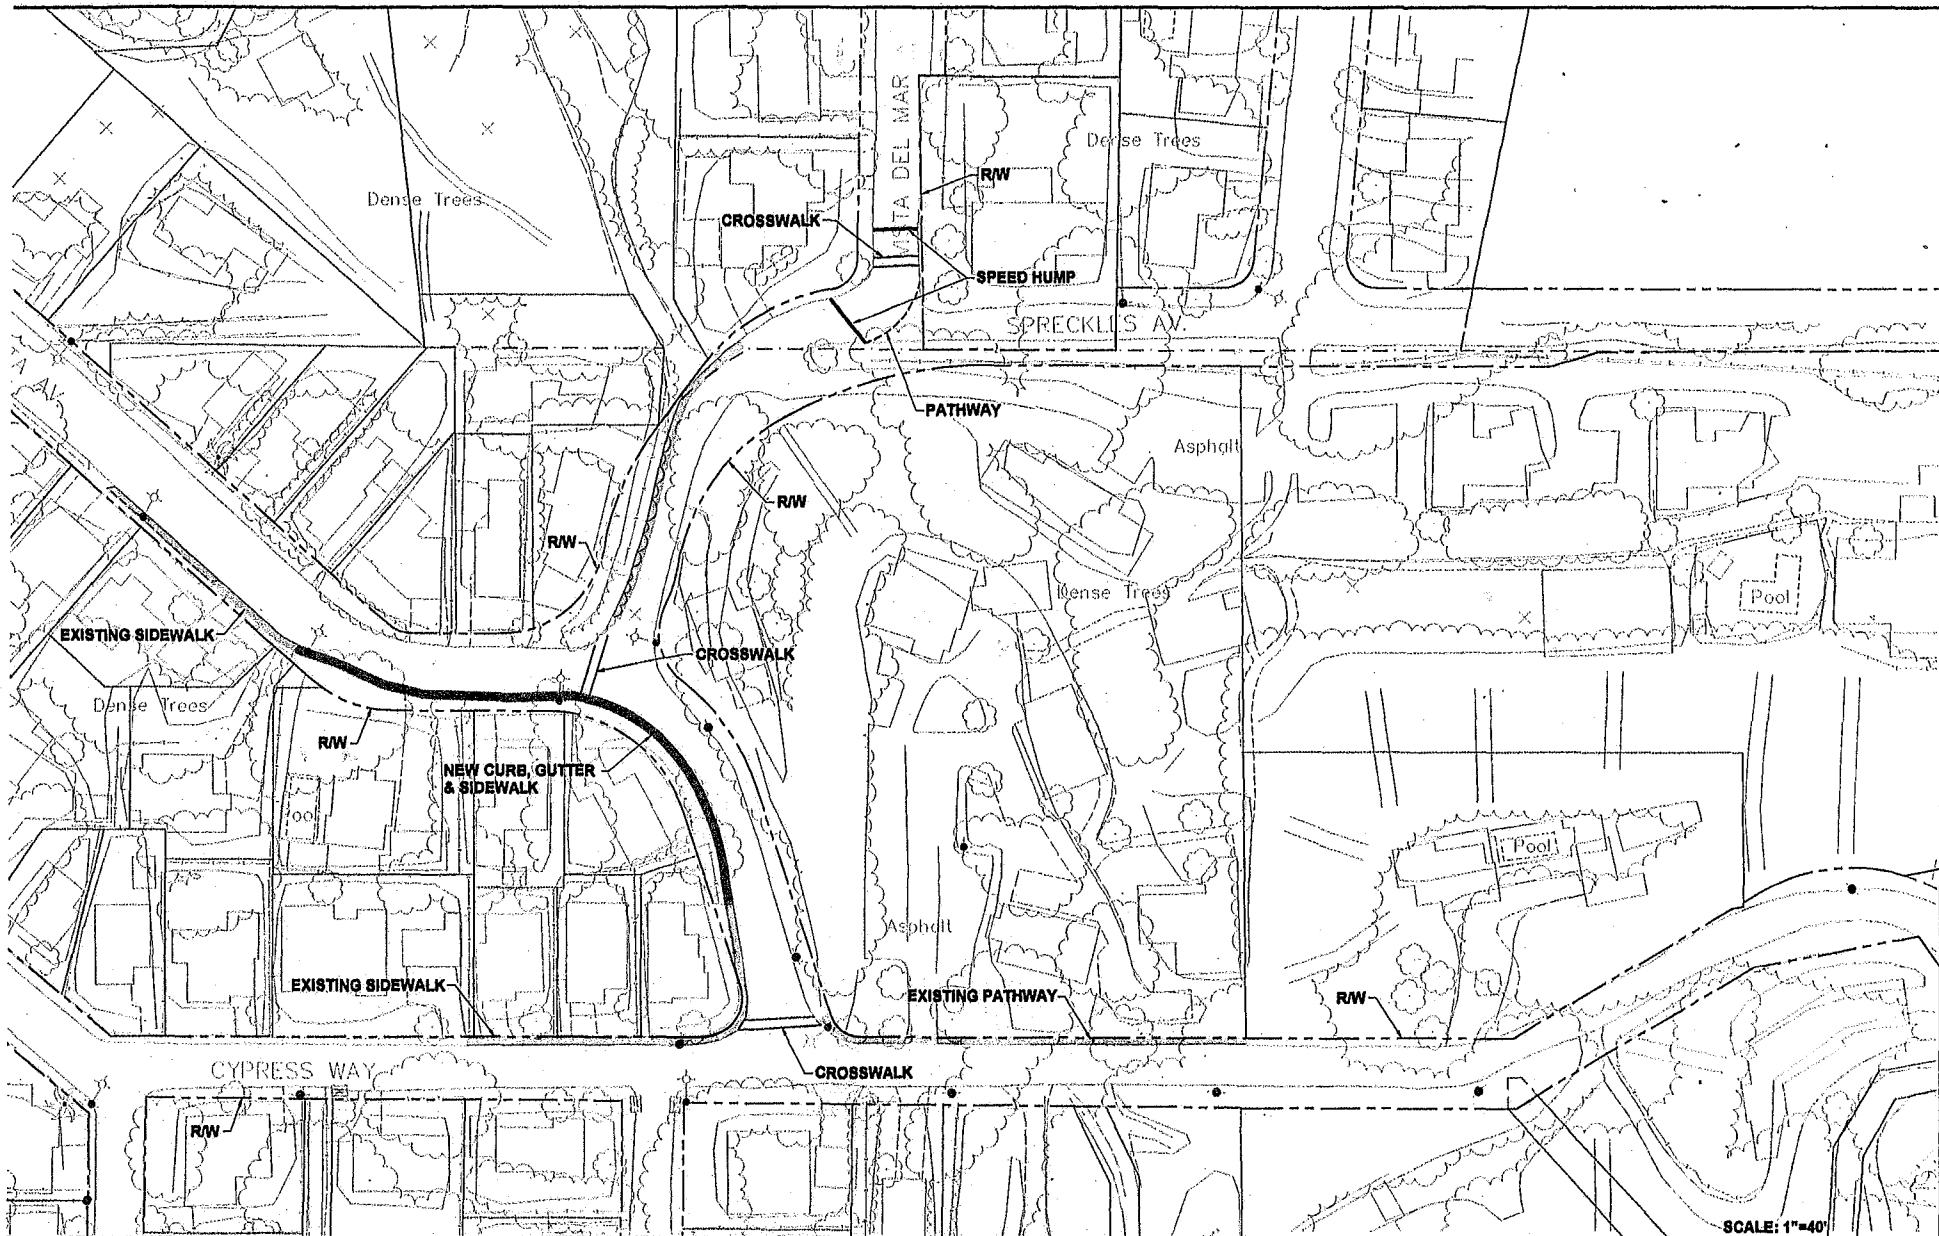 VISTA DEL MAR
Dense Trees
R/W
Dense Trees
CROSSWALK
SPEED HUMP
SPRECKLES AV.
PATHWAY
Asphalt
R/W
R/W
Dense Trees
Pool
EXISTING SIDEWALK
CROSSWALK
Dense Trees
R/W
NEW CURB, GUTTER
& SIDEWALK
Pool
Asphalt
EXISTING SIDEWALK
EXISTING PATHWAY
R/W
CYPRESS WAY
CROSSWALK
R/W
SCALE: 1"=40'